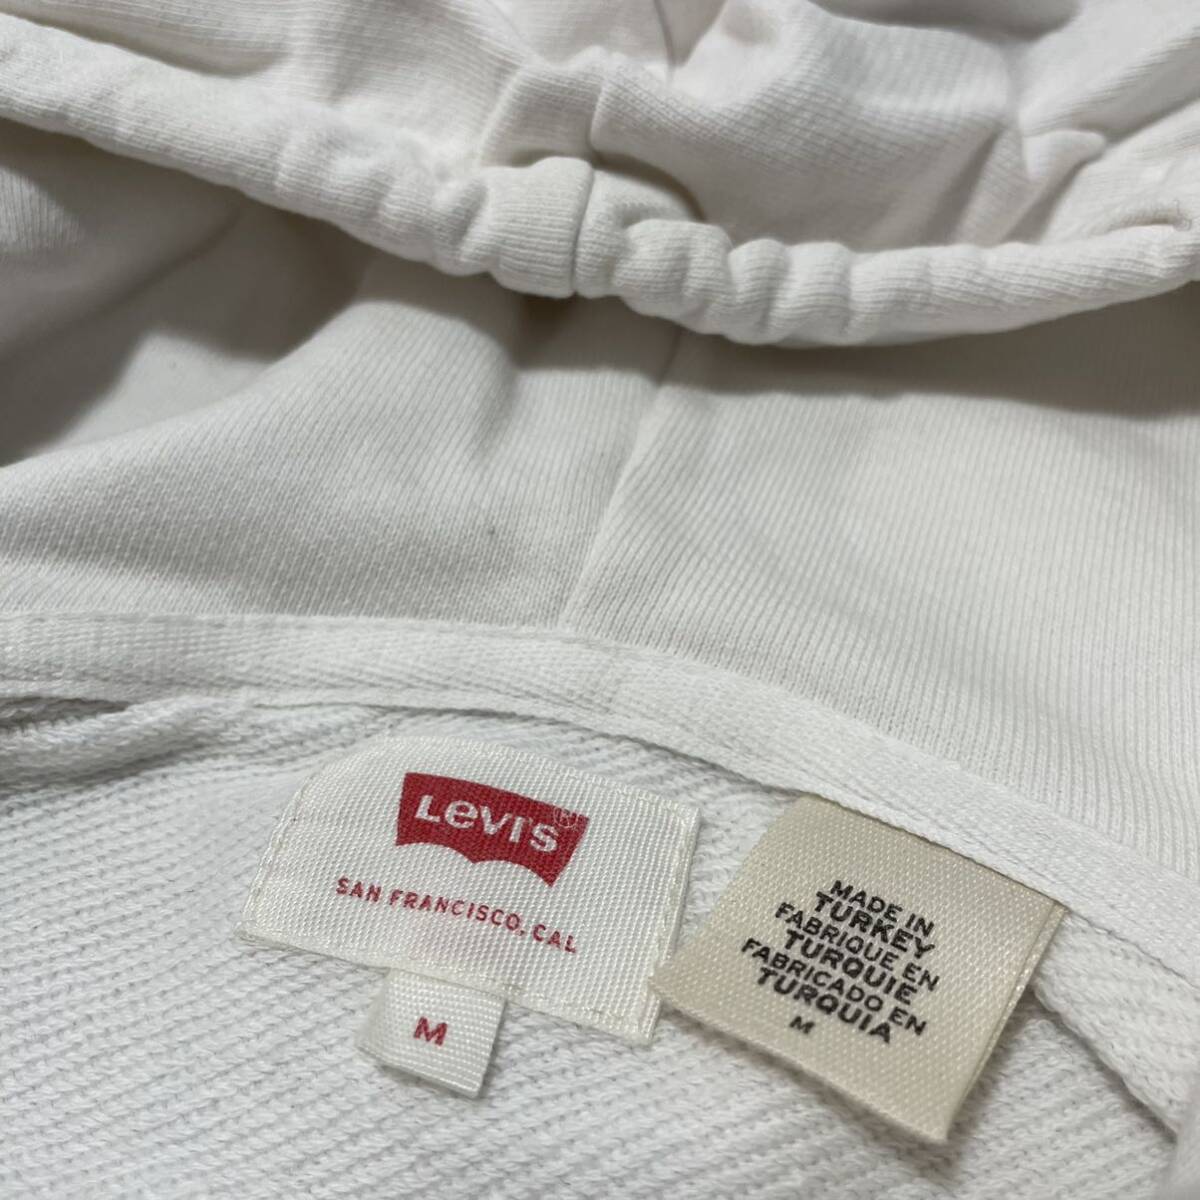 LEVI'S®
SAN FRANCISCO, CAL
M
MADE IN
TURKEY
FABRIQUE EN
TURQUIE
FABRICADO EN
TURQUIA
M